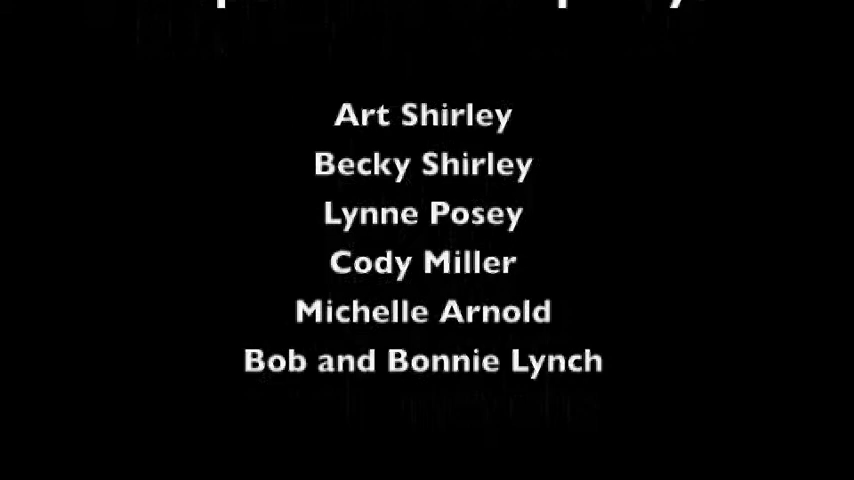 Art Shirley
Becky Shirley
Lynne Posey
Cody Miller
Michelle Arnold
Bob and Bonnie Lynch